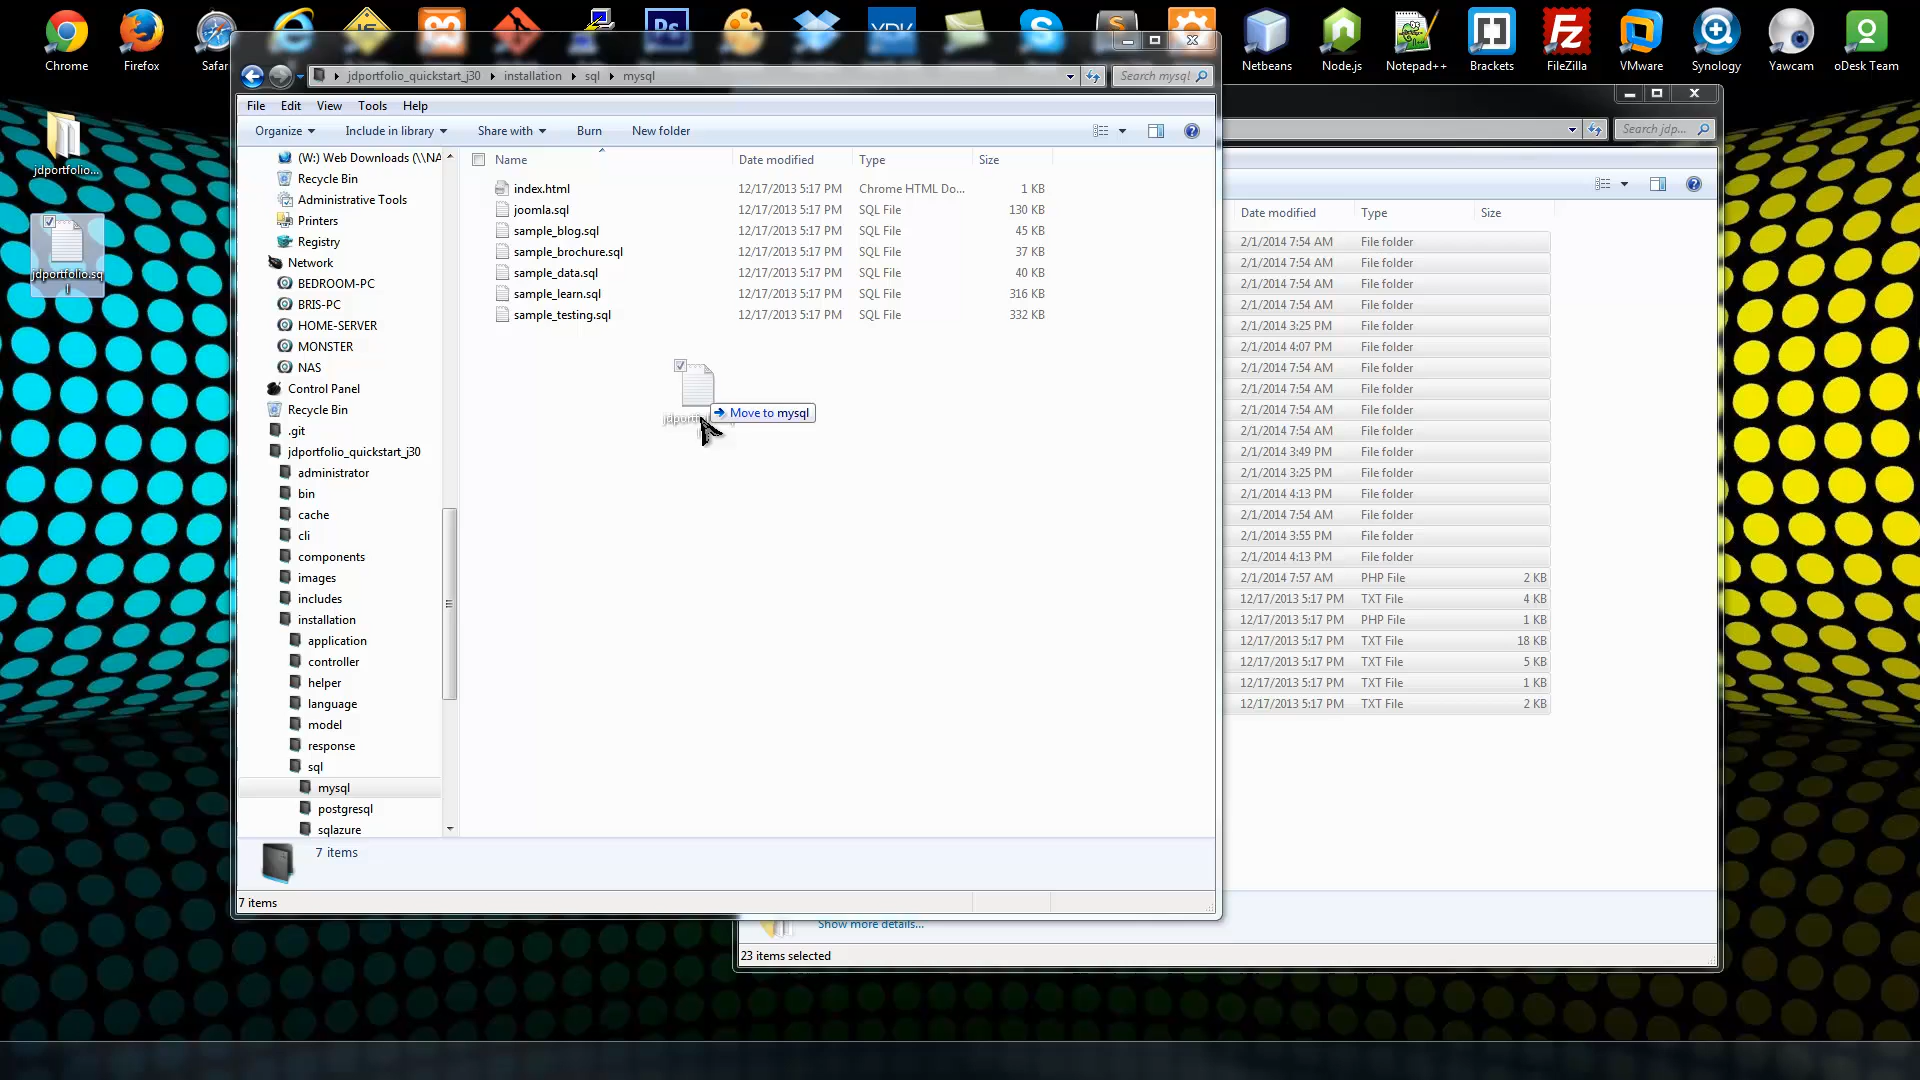 Chrome
Firefox
Safar
Netbeans
Node.js
Notepad++
Brackets
FileZilla
VMware
Synology
Yawcam
oDesk Team
jdportfolio...
jdportfolio.sq
l
jdportfolio_quickstart_j30
installation
sql
mysql
Search mysql
File
Edit
View
Tools
Help
Organize
Include in library
Share with
Burn
New folder
(W:) Web Downloads (\\NA
Recycle Bin
Administrative Tools
Printers
Registry
Network
BEDROOM-PC
BRIS-PC
HOME-SERVER
MONSTER
NAS
Control Panel
Recycle Bin
.git
jdportfolio_quickstart_j30
administrator
bin
cache
cli
components
images
includes
installation
application
controller
helper
language
model
response
sql
mysql
postgresql
sqlazure
Name Date modified Type Size
index.html 12/17/2013 5:17 PM Chrome HTML Do... 1 KB
joomla.sql 12/17/2013 5:17 PM SQL File 130 KB
sample_blog.sql 12/17/2013 5:17 PM SQL File 45 KB
sample_brochure.sql 12/17/2013 5:17 PM SQL File 37 KB
sample_data.sql 12/17/2013 5:17 PM SQL File 40 KB
sample_learn.sql 12/17/2013 5:17 PM SQL File 316 KB
sample_testing.sql 12/17/2013 5:17 PM SQL File 332 KB
Move to mysql
7 items
7 items
Search jdp...
Date modified Type Size
2/1/2014 7:54 AM File folder
2/1/2014 7:54 AM File folder
2/1/2014 7:54 AM File folder
2/1/2014 7:54 AM File folder
2/1/2014 3:25 PM File folder
2/1/2014 4:07 PM File folder
2/1/2014 7:54 AM File folder
2/1/2014 7:54 AM File folder
2/1/2014 7:54 AM File folder
2/1/2014 7:54 AM File folder
2/1/2014 3:49 PM File folder
2/1/2014 3:25 PM File folder
2/1/2014 4:13 PM File folder
2/1/2014 7:54 AM File folder
2/1/2014 3:55 PM File folder
2/1/2014 4:13 PM File folder
2/1/2014 7:57 AM PHP File 2 KB
12/17/2013 5:17 PM TXT File 4 KB
12/17/2013 5:17 PM PHP File 1 KB
12/17/2013 5:17 PM TXT File 18 KB
12/17/2013 5:17 PM TXT File 5 KB
12/17/2013 5:17 PM TXT File 1 KB
12/17/2013 5:17 PM TXT File 2 KB
Show more details...
23 items selected